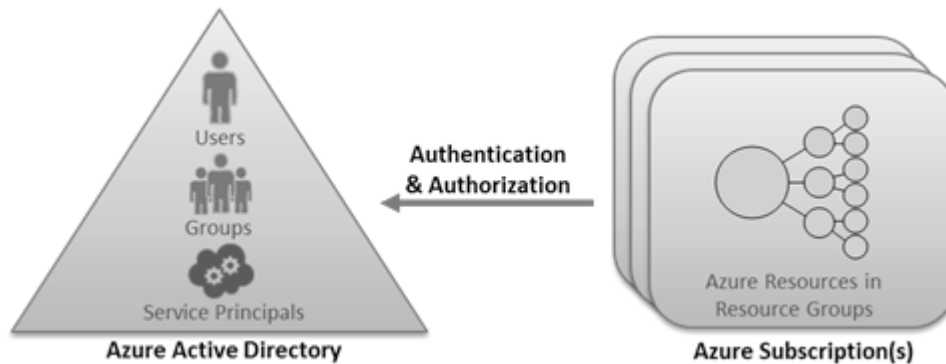 Users
Groups
Service Principals
Azure Active Directory
Authentication
& Authorization
Azure Resources in
Resource Groups
Azure Subscription(s)